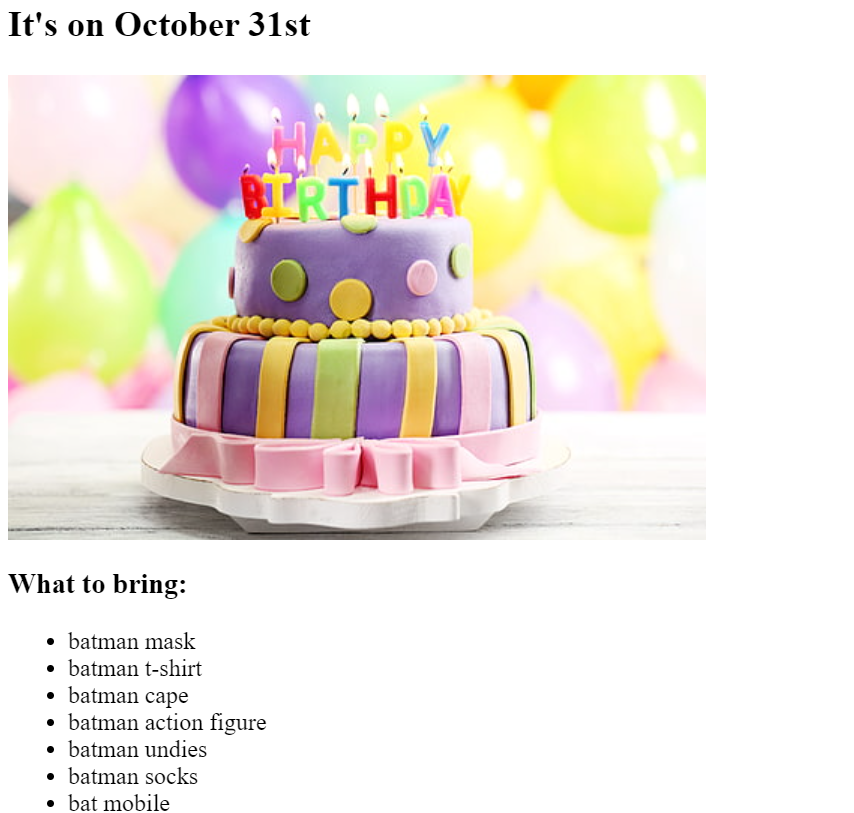 It's on October 31st
HAPPY
BIRTHDAY
What to bring:
batman mask
batman t-shirt
batman cape
batman action figure
batman undies
batman socks
bat mobile